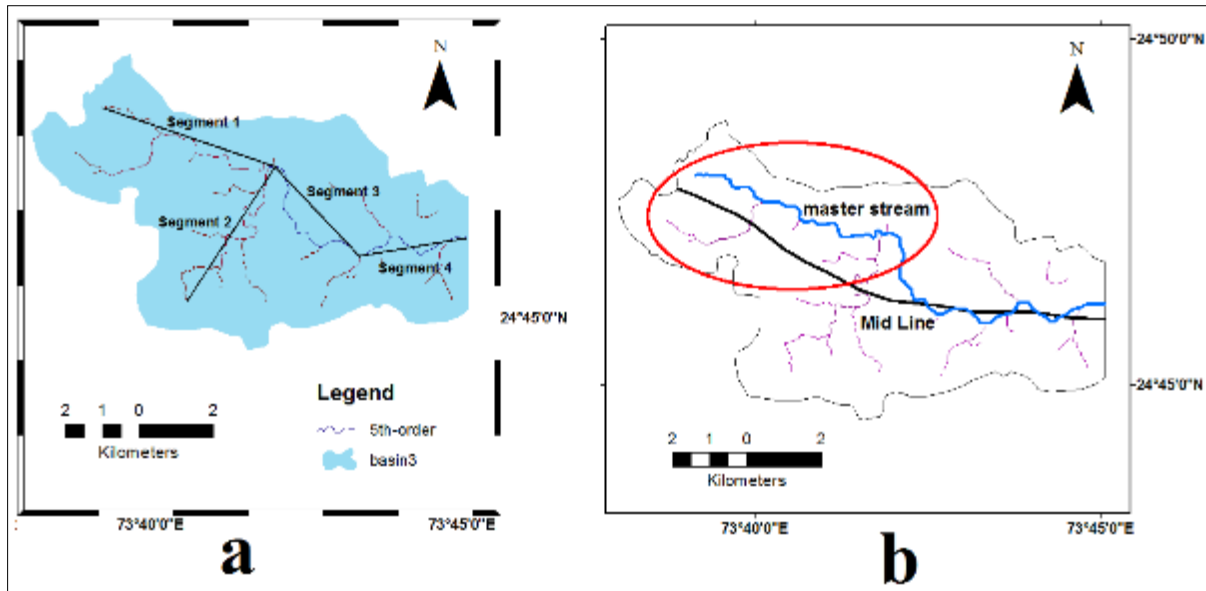 N
Segment 1
Segment 3
Segment 2
Segment 4
24°45'0"N
Legend
5th-order
basin3
2 1 0 2
Kilometers
73°40'0"E
73°45'0"E
a
24°50'0"N
N
master stream
Mid Line
24°45'0"N
2 1 0 2
Kilometers
73°40'0"E
73°45'0"E
b